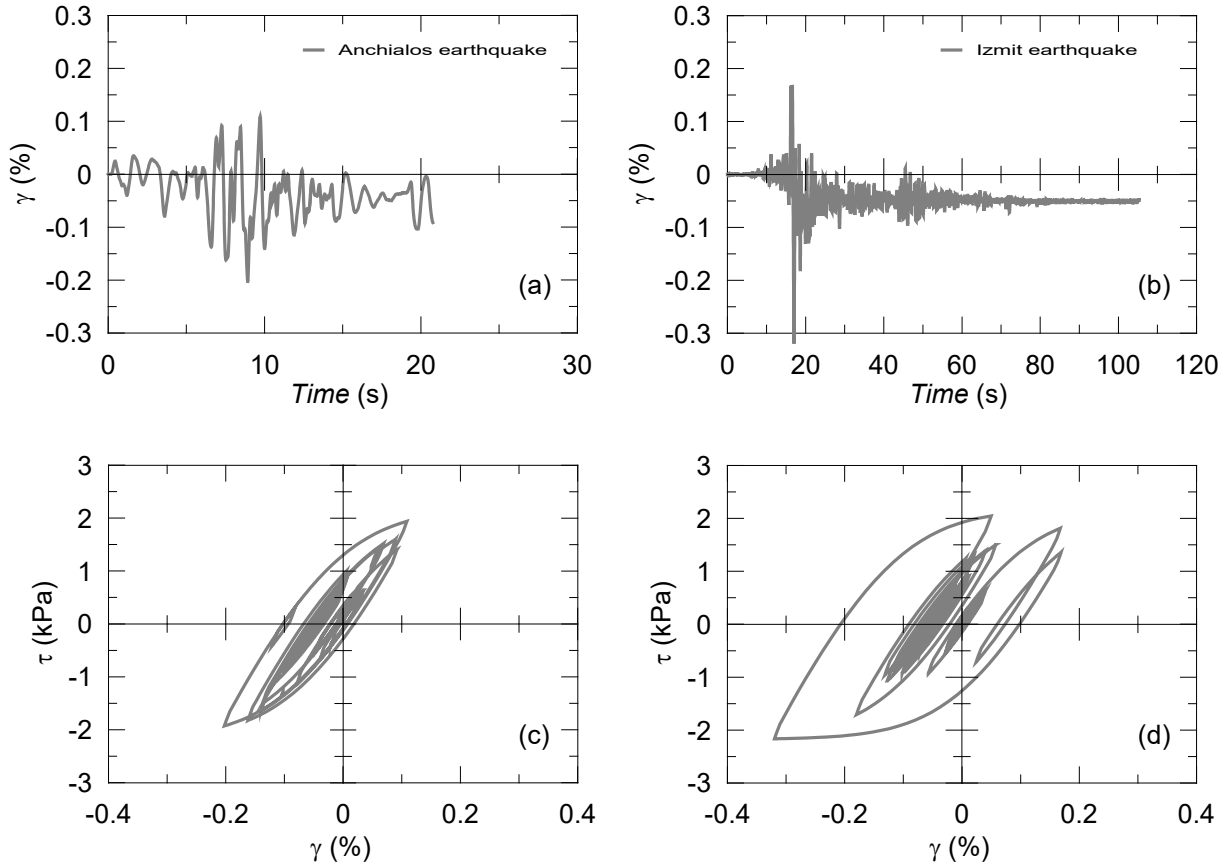 0.3
0.2
0.1
0
-0.1
-0.2
-0.3
γ (%)
Anchialos earthquake
(a)
0 10 20 30
Time (s)
0.3
0.2
0.1
0
-0.1
-0.2
-0.3
γ (%)
Izmit earthquake
(b)
0 20 40 60 80 100 120
Time (s)
3
2
1
0
-1
-2
-3
τ (kPa)
(c)
-0.4 -0.2 0 0.2 0.4
γ (%)
3
2
1
0
-1
-2
-3
τ (kPa)
(d)
-0.4 -0.2 0 0.2 0.4
γ (%)